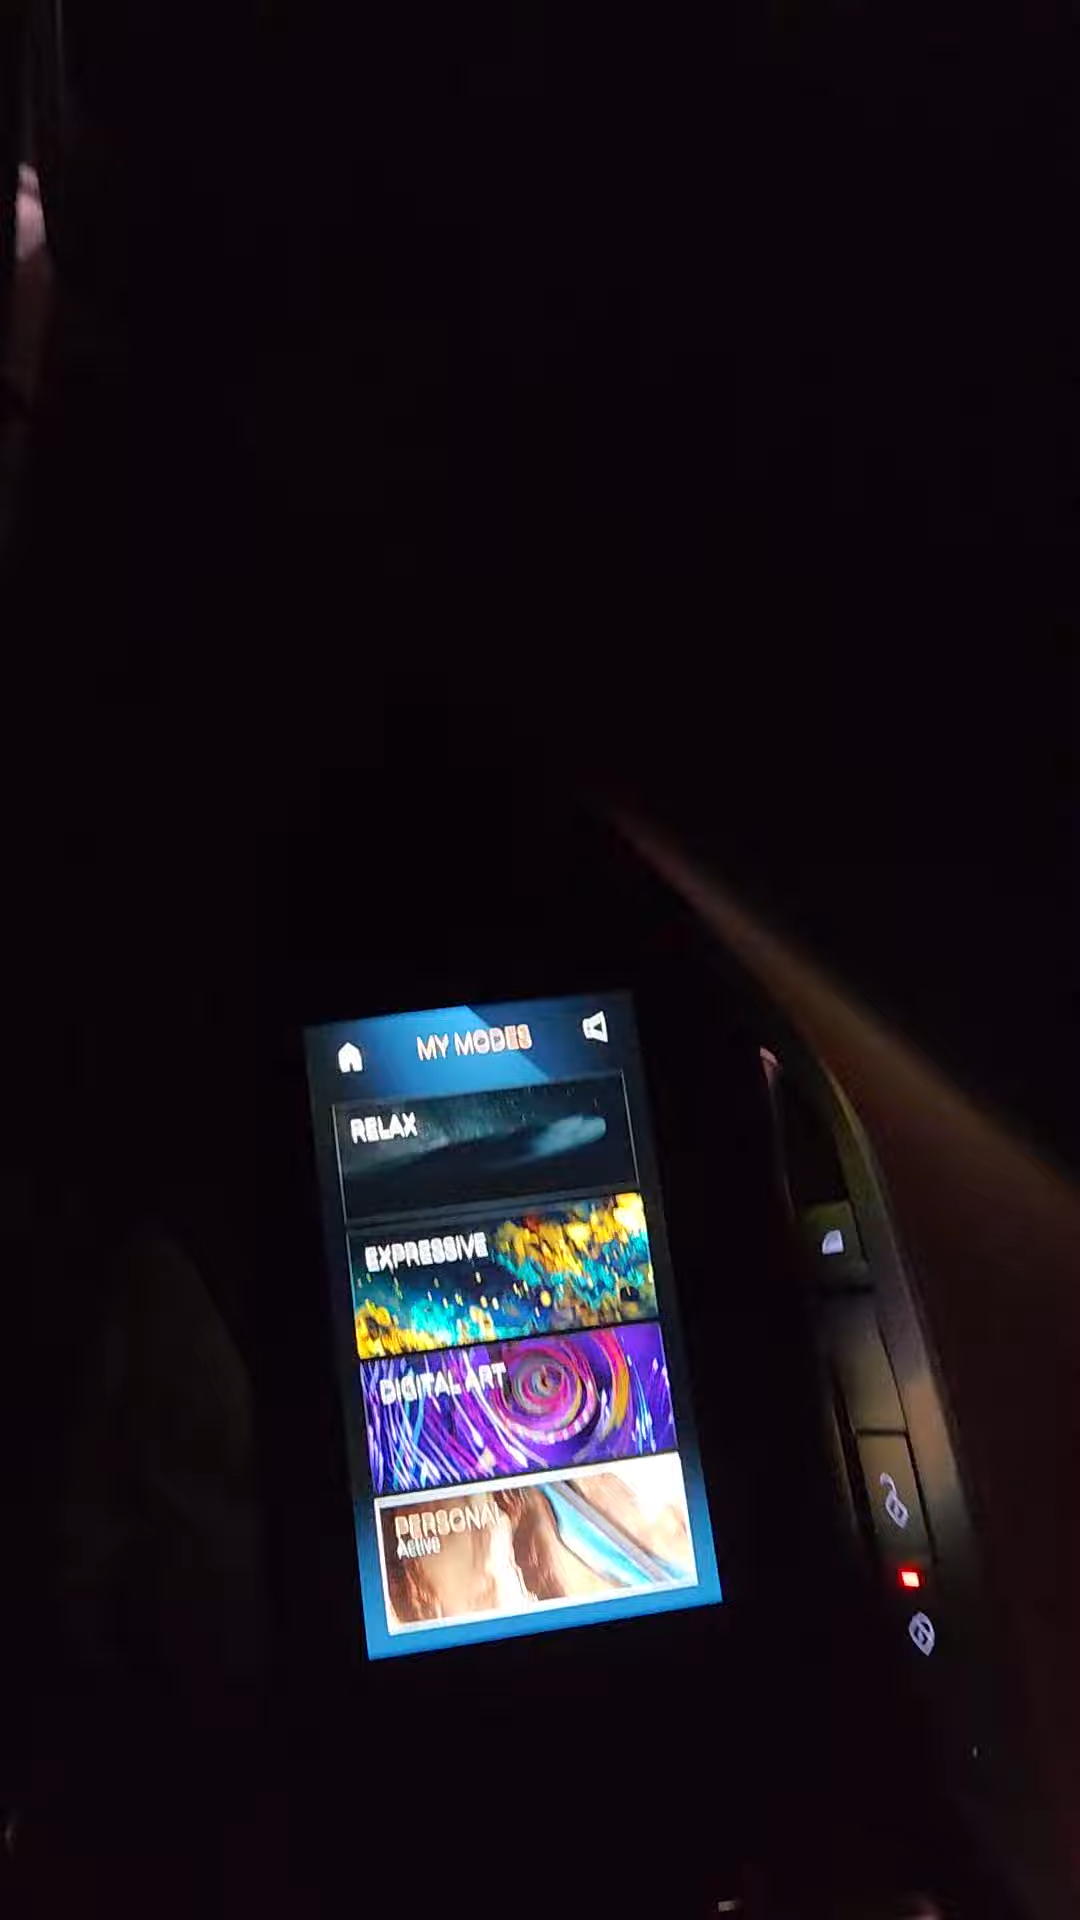 MY MODES
RELAX
EXPRESSIVE
DIGITAL ART
PERSONAL
Active